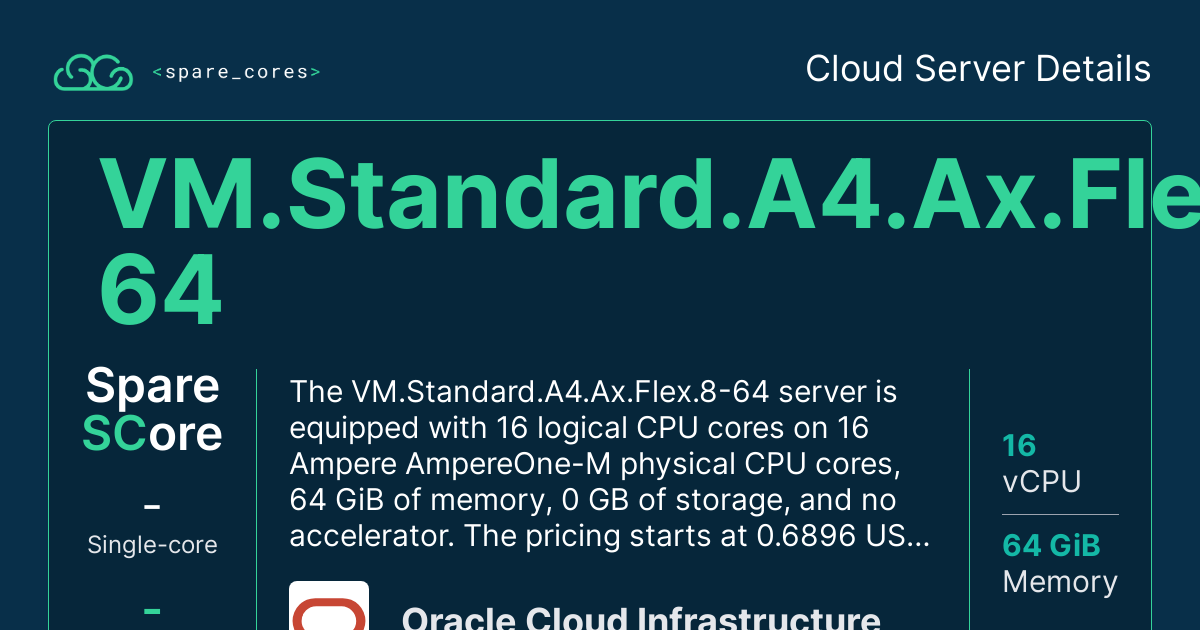 <spare_cores>
Cloud Server Details
VM.Standard.A4.Ax.Fle
64
Spare
SCore
–
Single-core
–
The VM.Standard.A4.Ax.Flex.8-64 server is
equipped with 16 logical CPU cores on 16
Ampere AmpereOne-M physical CPU cores,
64 GiB of memory, 0 GB of storage, and no
accelerator. The pricing starts at 0.6896 US...
Oracle Cloud Infrastructure
16
vCPU
64 GiB
Memory